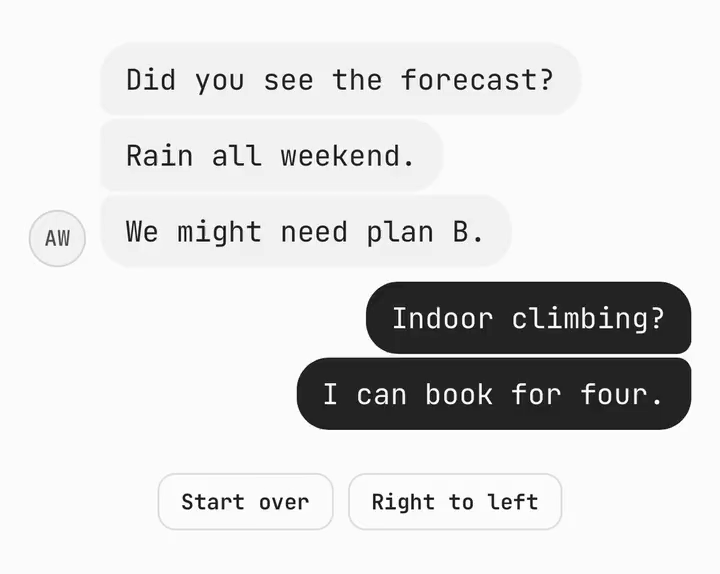 Did you see the forecast?
Rain all weekend.
AW
We might need plan B.
Indoor climbing?
I can book for four.
Start over
Right to left